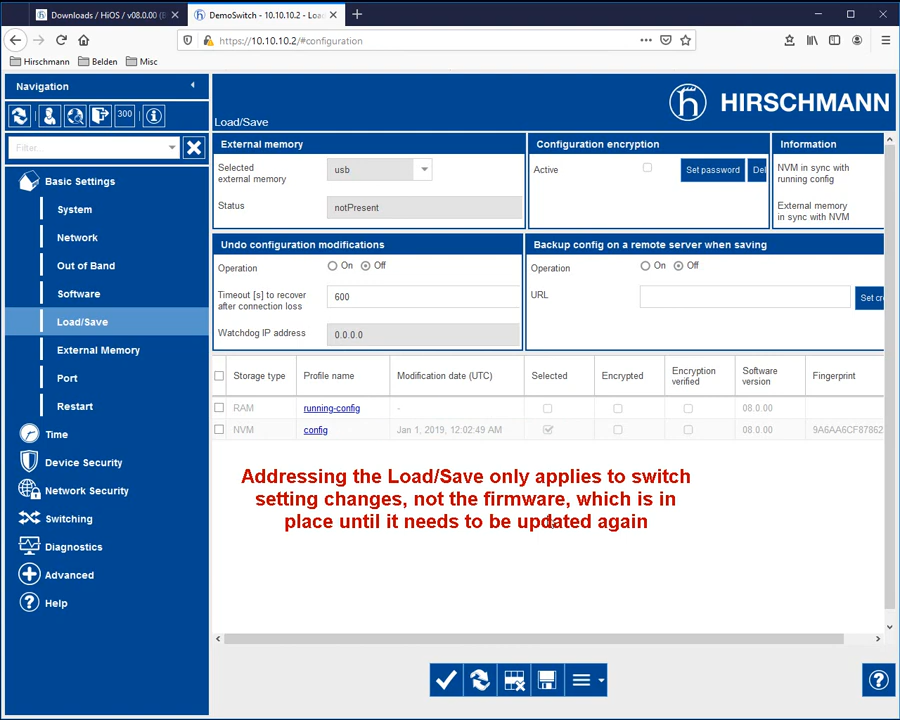 Downloads / HiOS / v08.0.00 (B
DemoSwitch - 10.10.10.2 - Load/
https://10.10.10.2/#configuration
Hirschmann
Belden
Misc
Navigation
300
Filter...
Basic Settings
System
Network
Out of Band
Software
Load/Save
External Memory
Port
Restart
Time
Device Security
Network Security
Switching
Diagnostics
Advanced
Help
HIRSCHMANN
Load/Save
External memory
Selected
external memory
usb
Status
notPresent
Configuration encryption
Active
Set password
Del
Information
NVM in sync with
running config
External memory
in sync with NVM
Undo configuration modifications
Operation
On
Off
Timeout [s] to recover
after connection loss
600
Watchdog IP address
0.0.0.0
Backup config on a remote server when saving
Operation
On
Off
URL
Set cr
Storage type Profile name Modification date (UTC) Selected Encrypted Encryption verified Software version Fingerprint
RAM running-config - 08.0.00
NVM config Jan 1, 2019, 12:02:49 AM 08.0.00 9A6AA6CF87862
Addressing the Load/Save only applies to switch
setting changes, not the firmware, which is in
place until it needs to be updated again